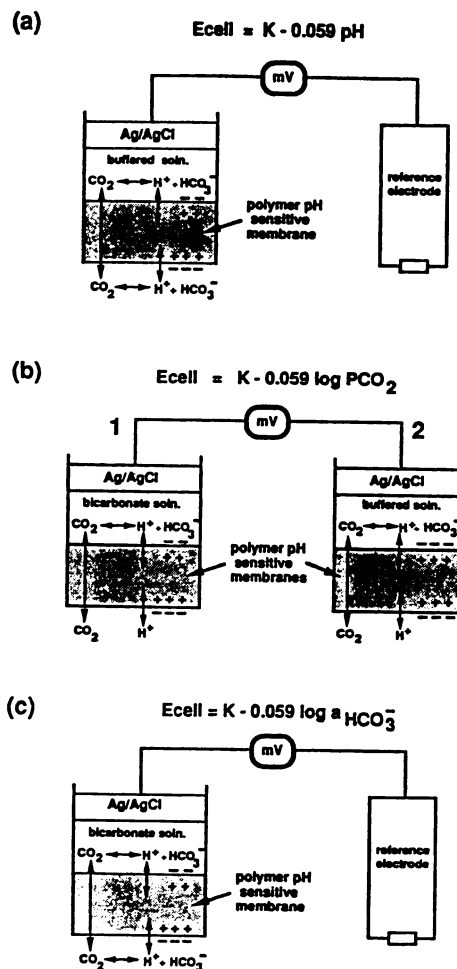 (a)
Ecell = K - 0.059 pH
mV
Ag/AgCl
buffered soln.
CO₂ ↔ H⁺ + HCO₃⁻
polymer pH
sensitive
membrane
CO₂ ↔ H⁺ + HCO₃⁻
reference
electrode
(b)
Ecell = K - 0.059 log PCO₂
1
mV
2
Ag/AgCl
bicarbonate soln.
CO₂ ↔ H⁺ + HCO₃⁻
CO₂
H⁺
polymer pH
sensitive
membranes
Ag/AgCl
buffered soln.
CO₂ ↔ H⁺ HCO₃⁻
CO₂
H⁺
(c)
Ecell = K - 0.059 log a HCO₃⁻
mV
Ag/AgCl
bicarbonate soln.
CO₂ ↔ H⁺ + HCO₃⁻
polymer pH
sensitive
membrane
CO₂ ↔ H⁺ + HCO₃⁻
reference
electrode